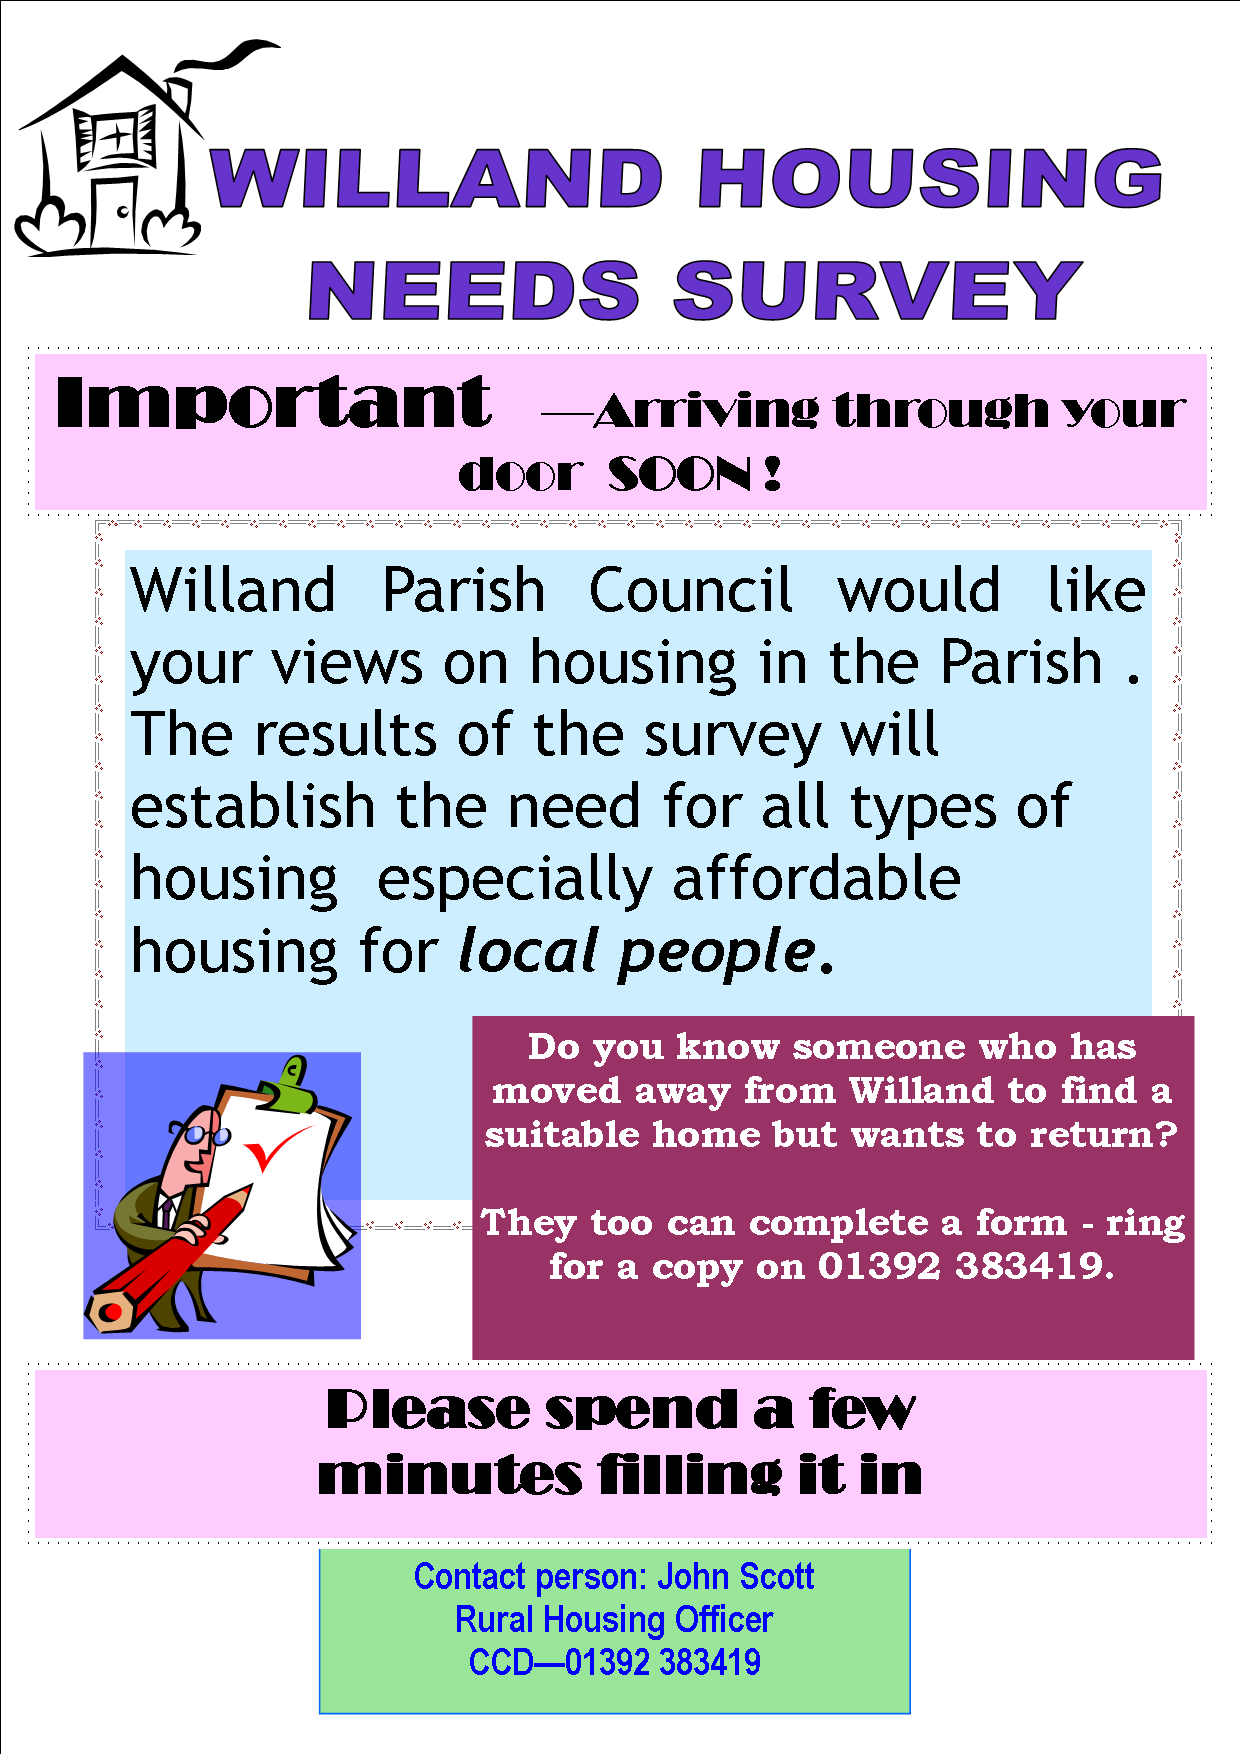 WILLAND HOUSING
NEEDS SURVEY
Important —Arriving through your
door SOON !
Willand Parish Council would like
your views on housing in the Parish .
The results of the survey will
establish the need for all types of
housing especially affordable
housing for local people.
Do you know someone who has
moved away from Willand to find a
suitable home but wants to return?
They too can complete a form - ring
for a copy on 01392 383419.
Please spend a few
minutes filling it in
Contact person: John Scott
Rural Housing Officer
CCD—01392 383419